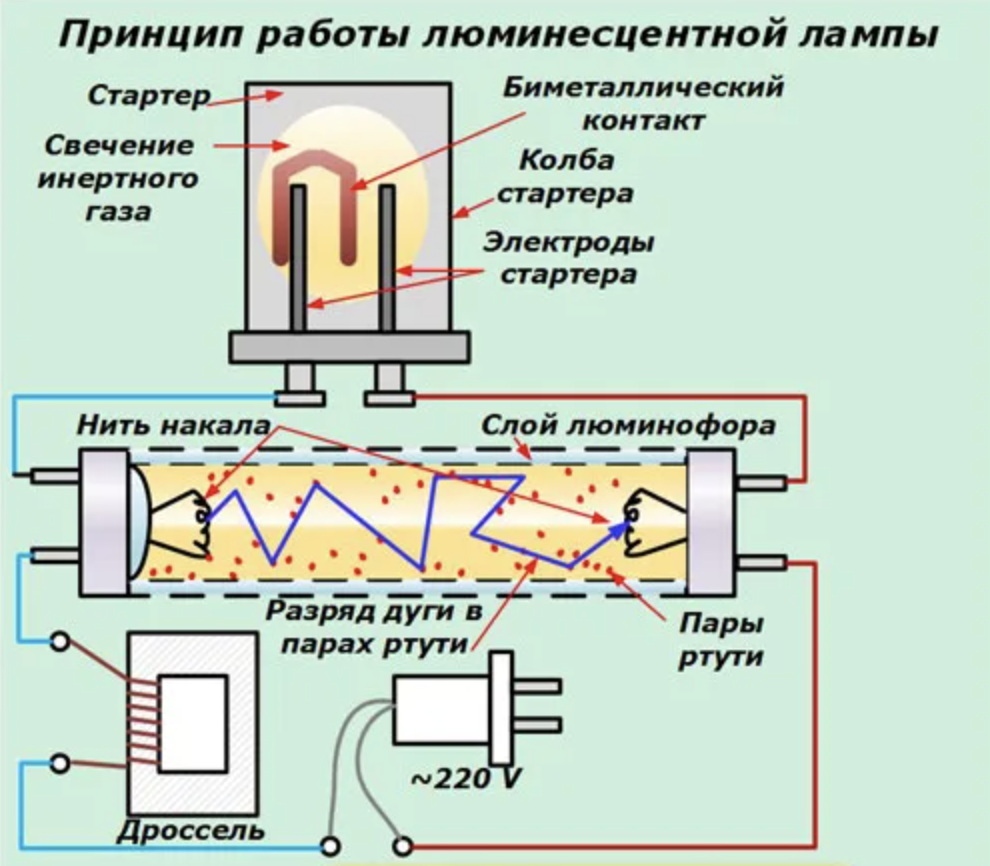 Принцип работы люминесцентной лампы
Стартер
Биметаллический
контакт
Свечение
инертного
газа
Колба
стартера
Электроды
стартера
Нить накала
Слой люминофора
Разряд дуги в
парах ртути
Пары
ртути
~220 V
Дроссель